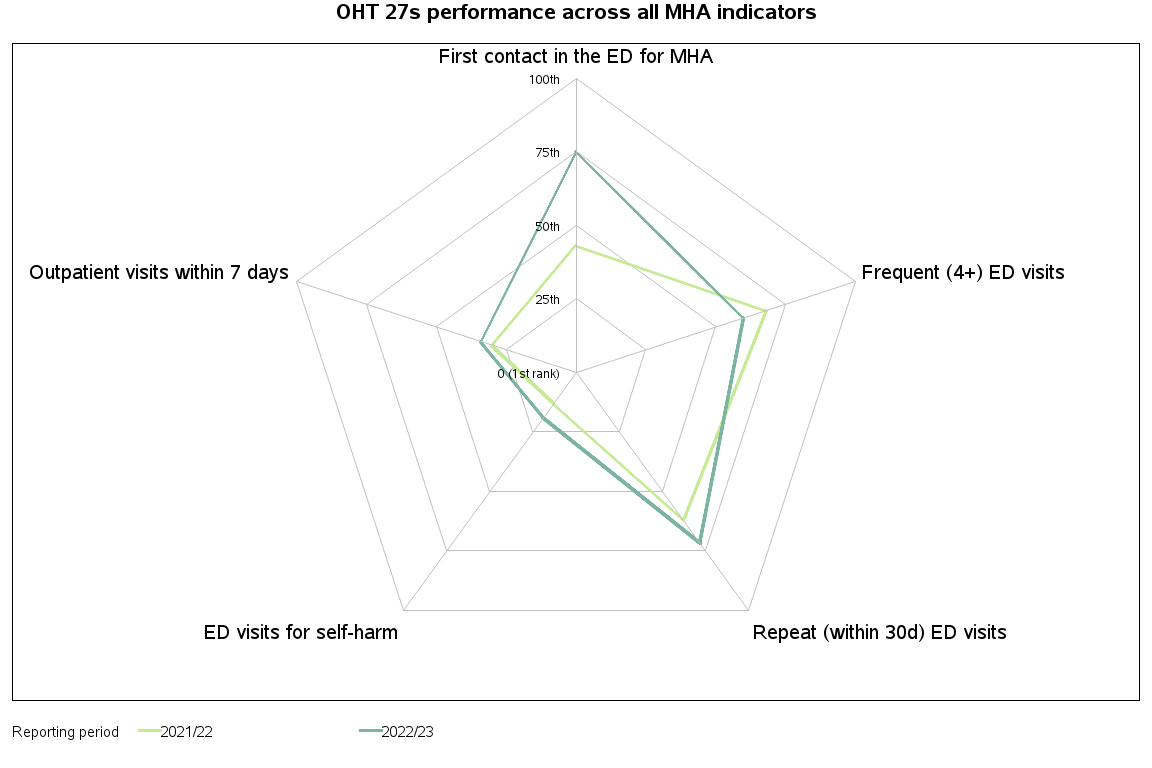 OHT 27s performance across all MHA indicators
First contact in the ED for MHA
100th
75th
50th
25th
0 (1st rank)
Outpatient visits within 7 days
Frequent (4+) ED visits
ED visits for self-harm
Repeat (within 30d) ED visits
Reporting period 2021/22 2022/23